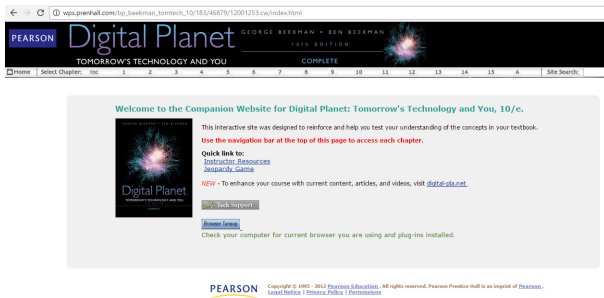 wps.prenhall.com/bp_beekman_tomtech_10/183/46879/12001253.cw/index.html
PEARSON
Digital Planet
GEORGE BEEKMAN • BEN BEEKMAN
10th EDITION
TOMORROW'S TECHNOLOGY AND YOU
COMPLETE
Home Select Chapter: TOC 1 2 3 4 5 6 7 8 9 10 11 12 13 14 15 A Site Search:
Welcome to the Companion Website for Digital Planet: Tomorrow's Technology and You, 10/e.
GEORGE BEEKMAN • BEN BEEKMAN
Digital Planet
TOMORROW'S TECHNOLOGY AND YOU
This interactive site was designed to reinforce and help you test your understanding of the concepts in your textbook.
Use the navigation bar at the top of this page to access each chapter.
Quick link to:
Instructor Resources
Jeopardy Game
NEW - To enhance your course with current content, articles, and videos, visit digital-pla.net
Tech Support
Browser Tuneup
Check your computer for current browser you are using and plug-ins installed.
PEARSON
Copyright © 1995 - 2012 Pearson Education . All rights reserved. Pearson Prentice Hall is an imprint of Pearson .
Legal Notice | Privacy Policy | Permissions